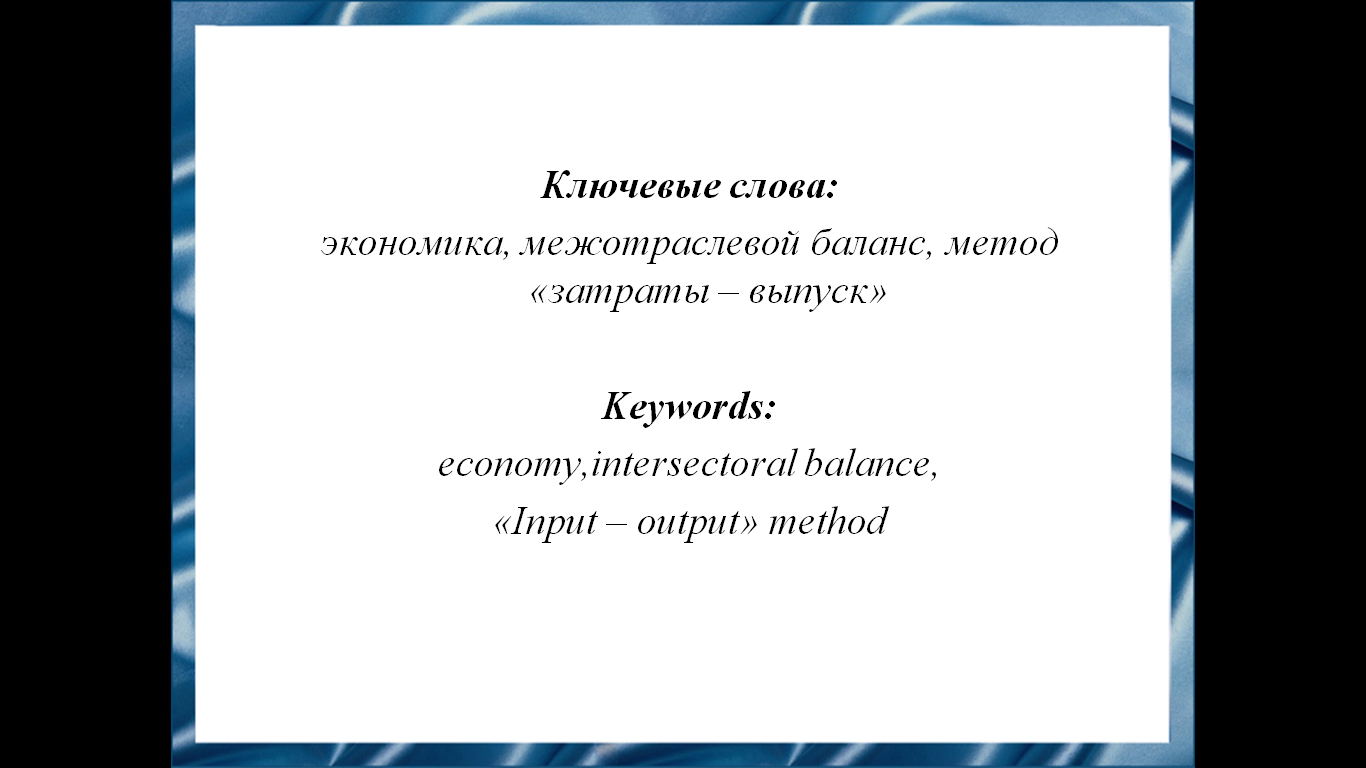 Ключевые слова:
экономика, межотраслевой баланс, метод
«затраты – выпуск»
Keywords:
economy,intersectoral balance,
«Input – output» method